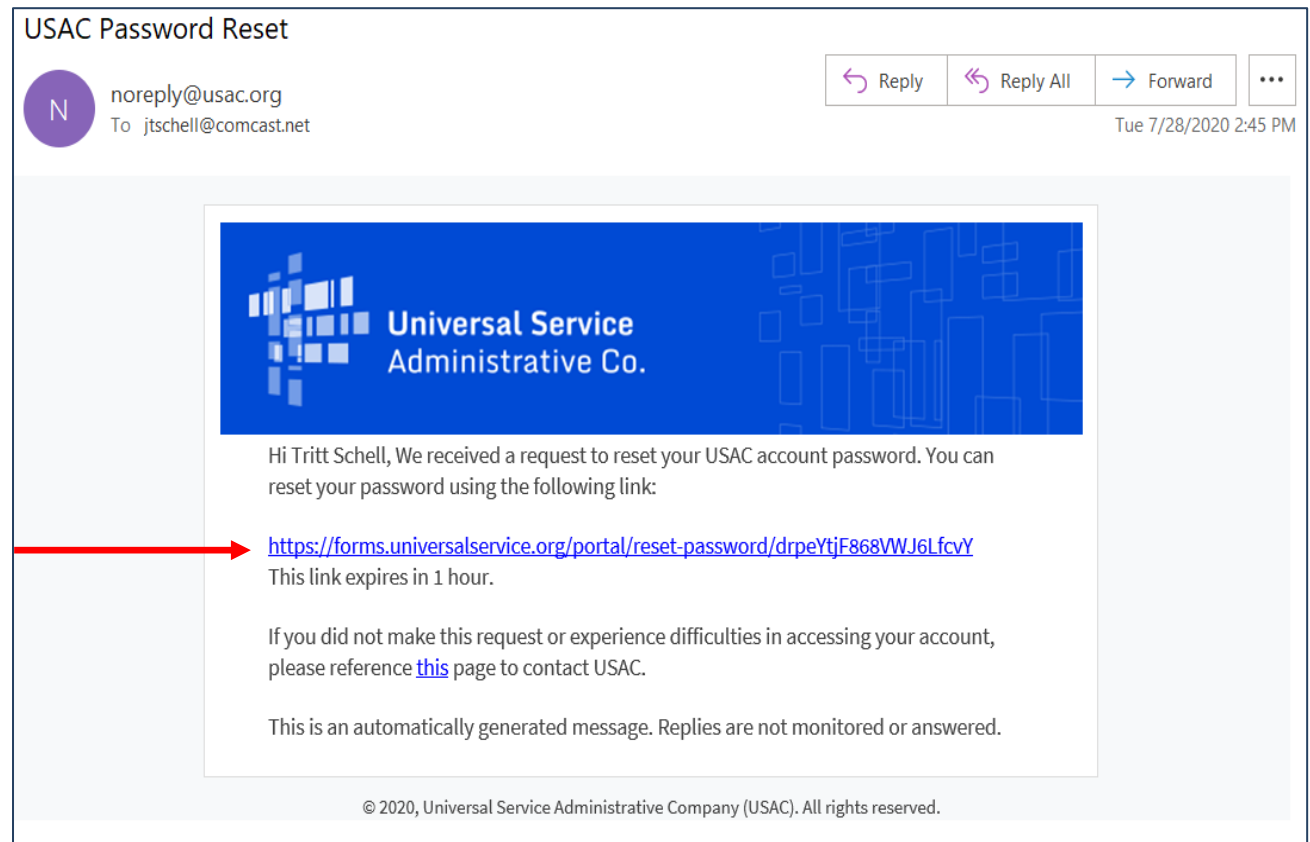 USAC Password Reset
N
noreply@usac.org
To jtschell@comcast.net
Reply
Reply All
Forward
Tue 7/28/2020 2:45 PM
Universal Service
Administrative Co.
Hi Tritt Schell, We received a request to reset your USAC account password. You can
reset your password using the following link:
https://forms.universalservice.org/portal/reset-password/drpeYtjF868VWJ6LfcvY
This link expires in 1 hour.
If you did not make this request or experience difficulties in accessing your account,
please reference this page to contact USAC.
This is an automatically generated message. Replies are not monitored or answered.
© 2020, Universal Service Administrative Company (USAC). All rights reserved.